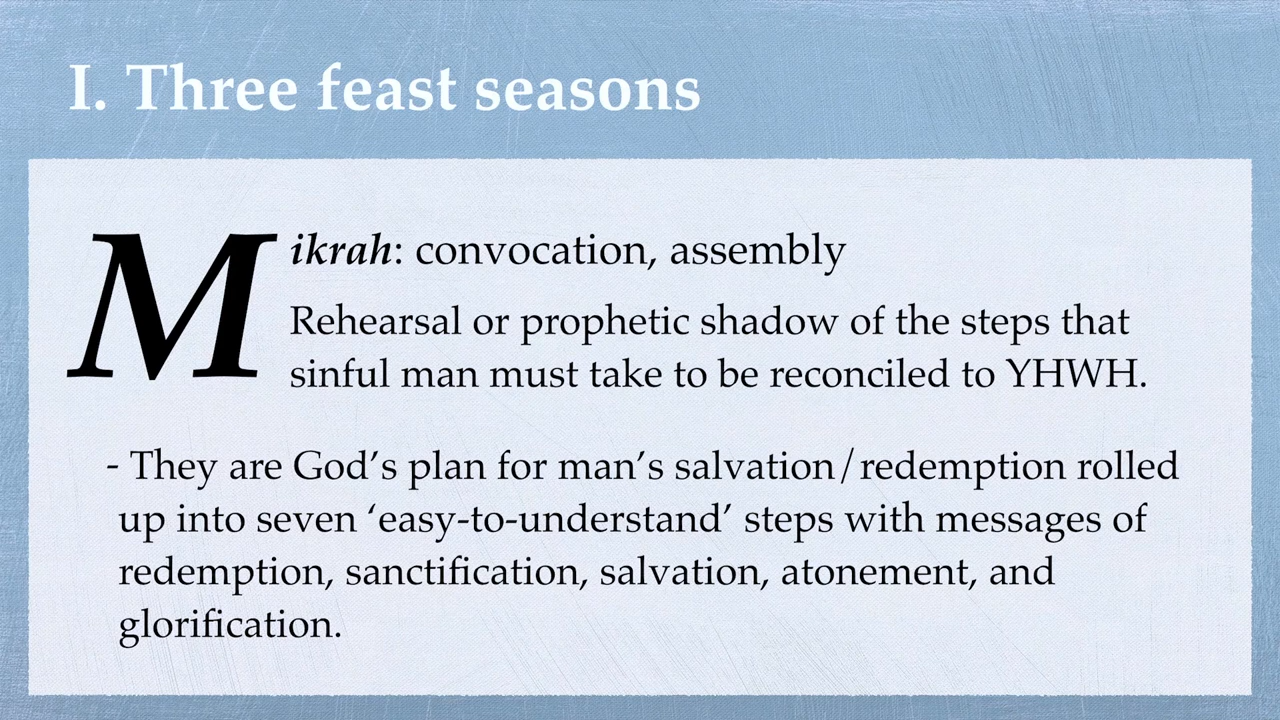 I. Three feast seasons
Mikrah: convocation, assembly
Rehearsal or prophetic shadow of the steps that
sinful man must take to be reconciled to YHWH.
- They are God’s plan for man’s salvation/redemption rolled
up into seven ‘easy-to-understand’ steps with messages of
redemption, sanctification, salvation, atonement, and
glorification.